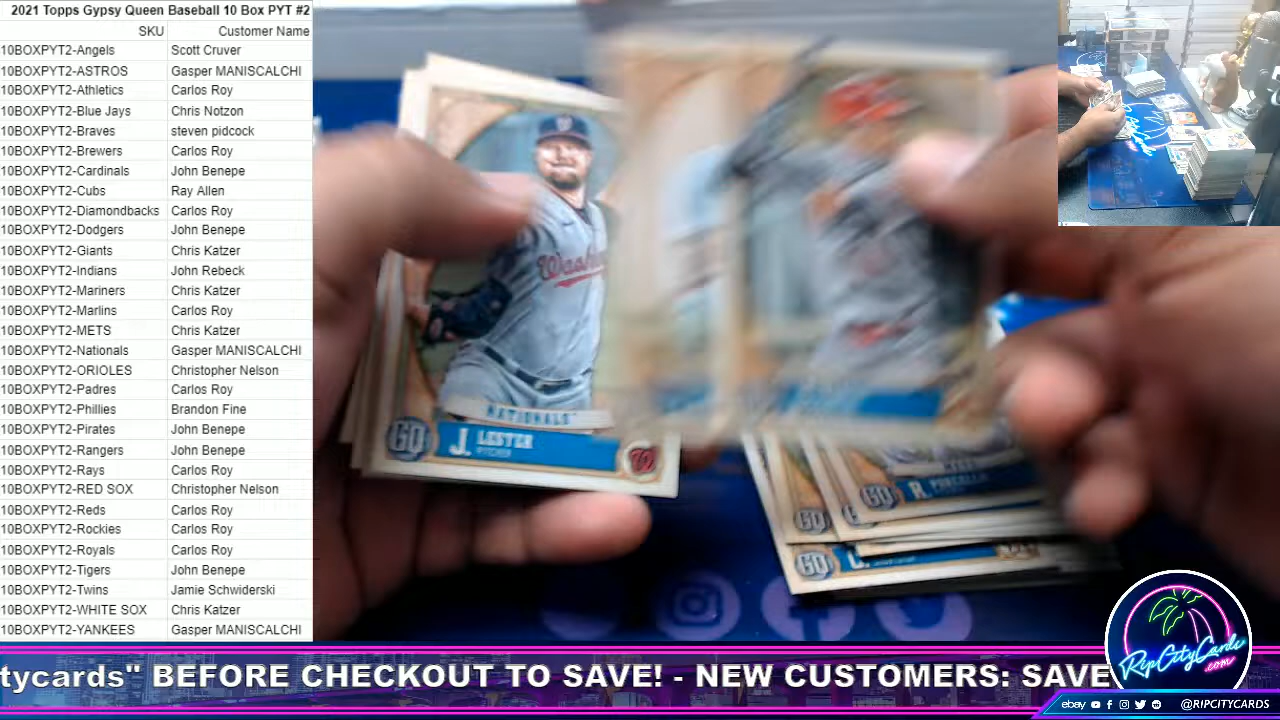 2021 Topps Gypsy Queen Baseball 10 Box PYT #2
SKU Customer Name
10BOXPYT2-Angels Scott Cruver
10BOXPYT2-ASTROS Gasper MANISCALCHI
10BOXPYT2-Athletics Carlos Roy
10BOXPYT2-Blue Jays Chris Notzon
10BOXPYT2-Braves steven pidcock
10BOXPYT2-Brewers Carlos Roy
10BOXPYT2-Cardinals John Benepe
10BOXPYT2-Cubs Ray Allen
10BOXPYT2-Diamondbacks Carlos Roy
10BOXPYT2-Dodgers John Benepe
10BOXPYT2-Giants Chris Katzer
10BOXPYT2-Indians John Rebeck
10BOXPYT2-Mariners Chris Katzer
10BOXPYT2-Marlins Carlos Roy
10BOXPYT2-METS Chris Katzer
10BOXPYT2-Nationals Gasper MANISCALCHI
10BOXPYT2-ORIOLES Christopher Nelson
10BOXPYT2-Padres Carlos Roy
10BOXPYT2-Phillies Brandon Fine
10BOXPYT2-Pirates John Benepe
10BOXPYT2-Rangers John Benepe
10BOXPYT2-Rays Carlos Roy
10BOXPYT2-RED SOX Christopher Nelson
10BOXPYT2-Reds Carlos Roy
10BOXPYT2-Rockies Carlos Roy
10BOXPYT2-Royals Carlos Roy
10BOXPYT2-Tigers John Benepe
10BOXPYT2-Twins Jamie Schwiderski
10BOXPYT2-WHITE SOX Chris Katzer
10BOXPYT2-YANKEES Gasper MANISCALCHI
NATIONALS
GQ J. LESTER
PITCHER
W
GQ R. PORCELLO
GQ
GQ
tycards " BEFORE CHECKOUT TO SAVE! - NEW CUSTOMERS: SAVE
RipCityCards
.com
ebay @RIPCITYCARDS